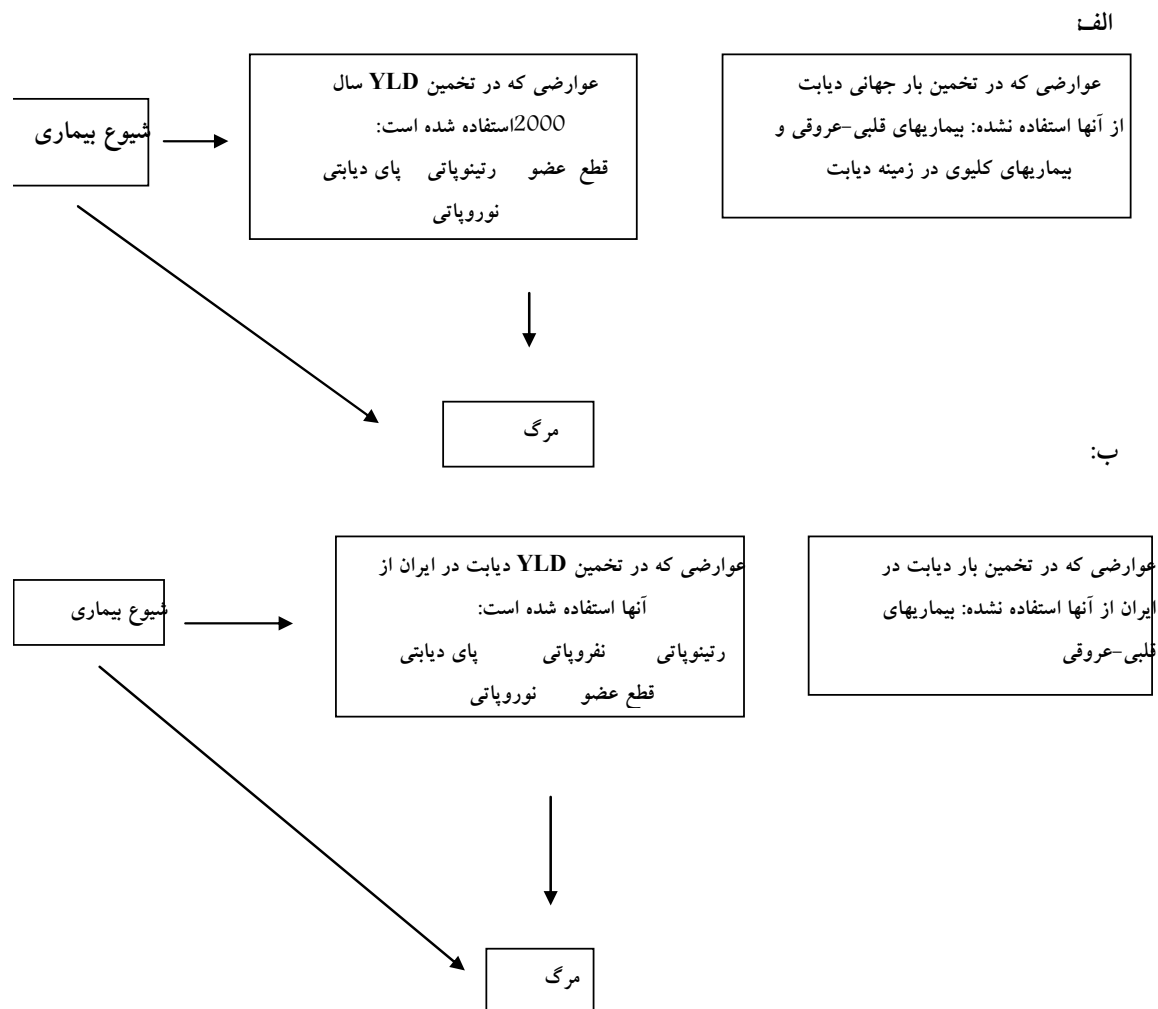 الف:
عوارضی که در تخمین بار جهانی دیابت
از آنها استفاده نشده: بیماریهای قلبی-عروقی و
بیماریهای کلیوی در زمینه دیابت
عوارضی که در تخمین YLD سال
2000استفاده شده است:
قطع عضو رتینوپاتی پای دیابتی
نوروپاتی
شیوع بیماری
مرگ
ب:
عوارضی که در تخمین بار دیابت در
ایران از آنها استفاده نشده: بیماریهای
قلبی-عروقی
عوارضی که در تخمین YLD دیابت در ایران از
آنها استفاده شده است:
رتینوپاتی نفروپاتی پای دیابتی
قطع عضو نوروپاتی
شیوع بیماری
مرگ